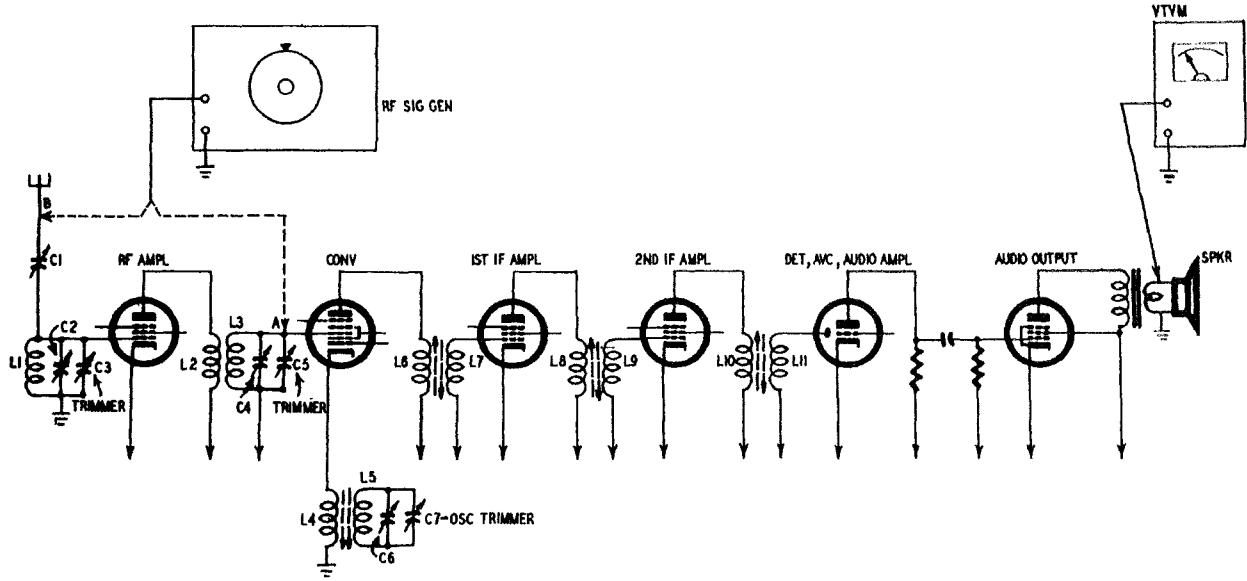 VTVM
RF SIG GEN
B
C1
RF AMPL
CONV
1ST IF AMPL
2ND IF AMPL
DET, AVC, AUDIO AMPL
AUDIO OUTPUT
SPKR
L1
C2
C3
TRIMMER
L2
L3
A
C4
C5
TRIMMER
L6
L7
L8
L9
L10
L11
L4
L5
C6
C7-OSC TRIMMER